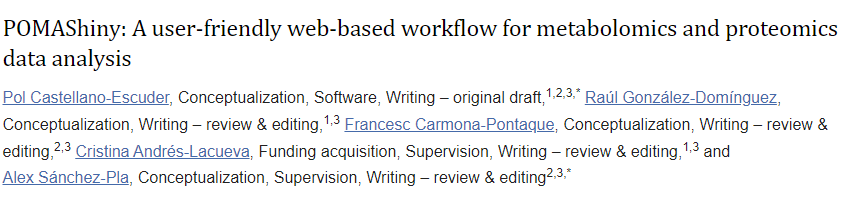 POMAShiny: A user-friendly web-based workflow for metabolomics and proteomics
data analysis
Pol Castellano-Escuder, Conceptualization, Software, Writing – original draft,1,2,3,* Raúl González-Domínguez,
Conceptualization, Writing – review & editing,1,3 Francesc Carmona-Pontaque, Conceptualization, Writing – review &
editing,2,3 Cristina Andrés-Lacueva, Funding acquisition, Supervision, Writing – review & editing,1,3 and
Alex Sánchez-Pla, Conceptualization, Supervision, Writing – review & editing2,3,*